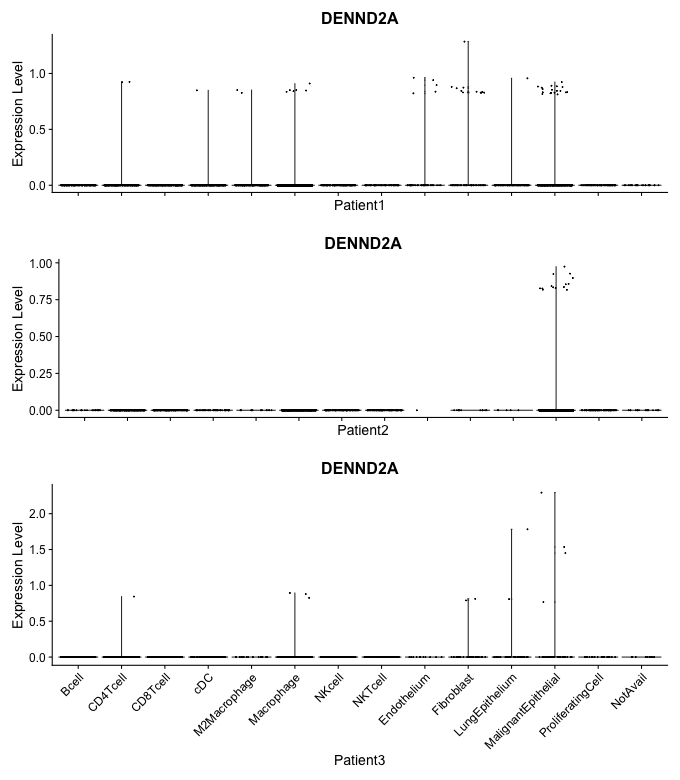 DENND2A
Expression Level
1.0
0.5
0.0
Patient1
DENND2A
Expression Level
1.00
0.75
0.50
0.25
0.00
Patient2
DENND2A
Expression Level
2.0
1.5
1.0
0.5
0.0
Bcell
CD4Tcell
CD8Tcell
cDC
M2Macrophage
Macrophage
NKcell
NKTcell
Endothelium
Fibroblast
LungEpithelium
MalignantEpithelial
ProliferatingCell
NotAvail
Patient3